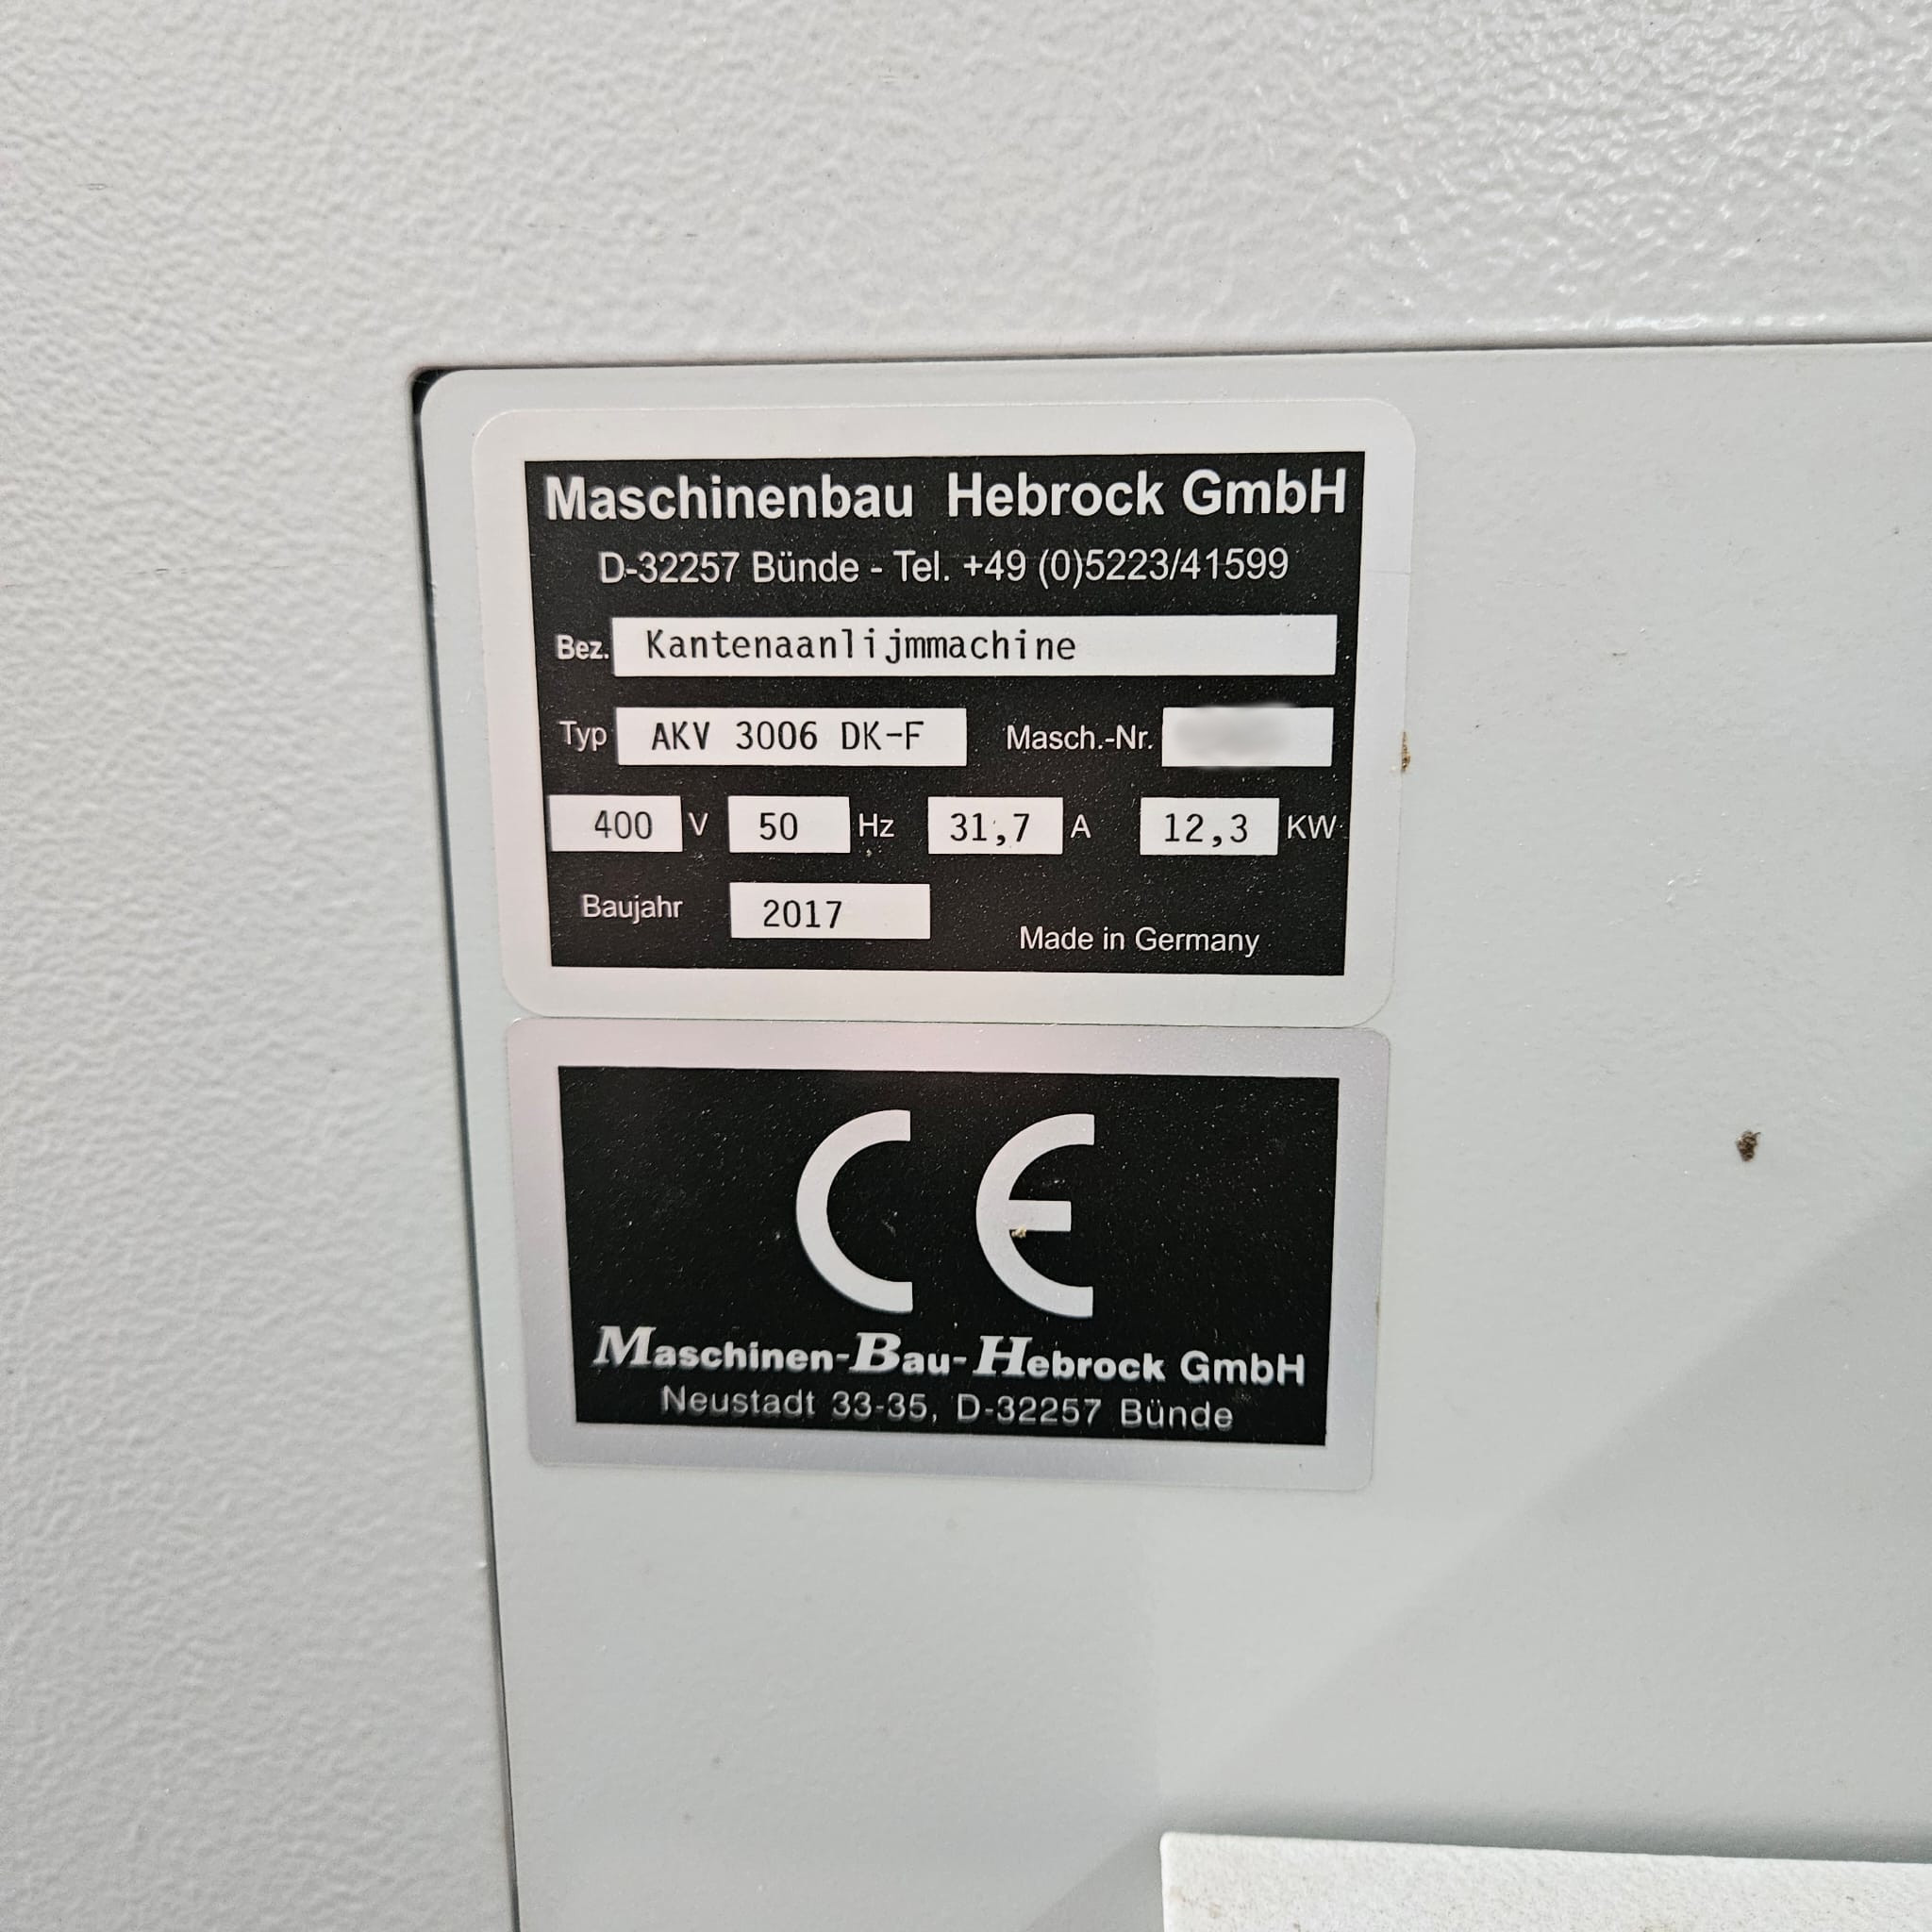 Maschinenbau Hebrock GmbH
D-32257 Bünde - Tel. +49 (0)5223/41599
Bez. Kantenaanlijmmachine
Typ AKV 3006 DK-F Masch.-Nr.
400 V 50 Hz 31,7 A 12,3 KW
Baujahr 2017
Made in Germany
CE
Maschinen-Bau-Hebrock GmbH
Neustadt 33-35, D-32257 Bünde